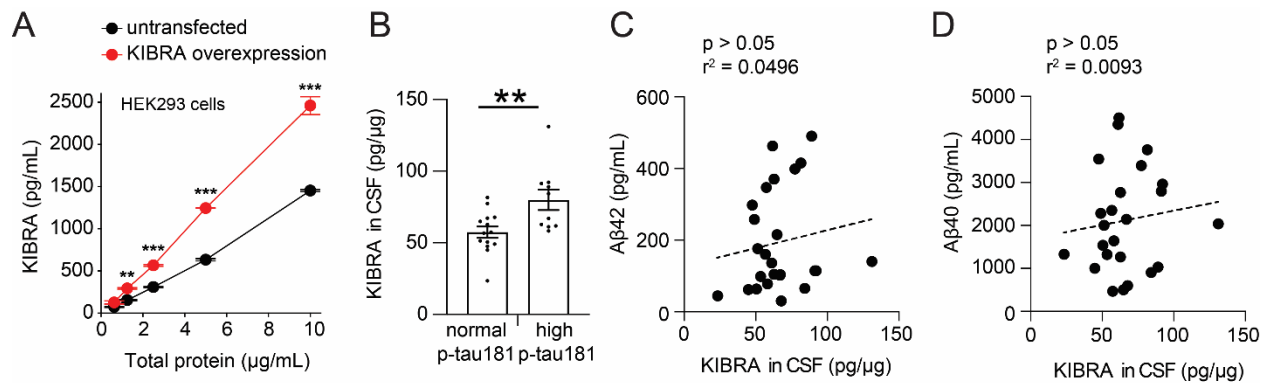 A
untransfected
KIBRA overexpression
HEK293 cells
KIBRA (pg/mL)
2500
2000
1500
1000
500
0
**
***
***
***
0 2 4 6 8 10
Total protein (µg/mL)
B
**
KIBRA in CSF (pg/µg)
150
100
50
0
normal p-tau181
high p-tau181
C
p > 0.05
r² = 0.0496
Aβ42 (pg/mL)
600
400
200
0
0 50 100 150
KIBRA in CSF (pg/µg)
D
p > 0.05
r² = 0.0093
Aβ40 (pg/mL)
5000
4000
3000
2000
1000
0
0 50 100 150
KIBRA in CSF (pg/µg)